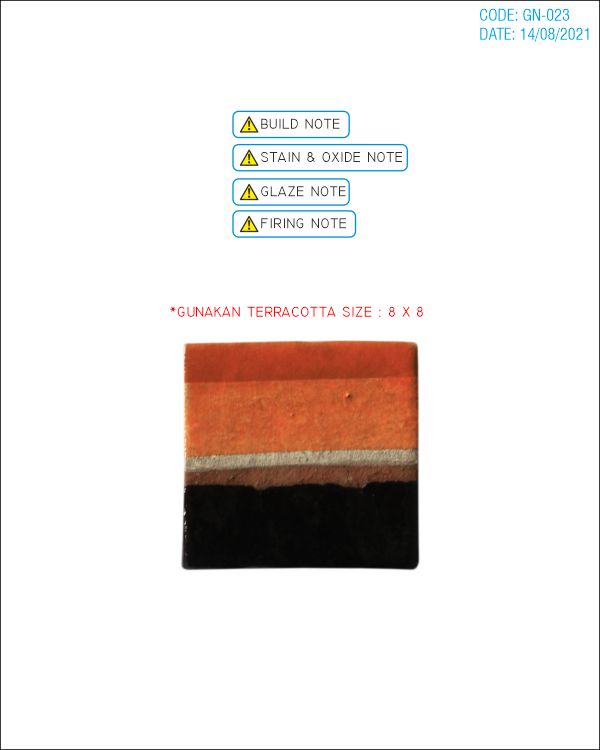 CODE: GN-023
DATE: 14/08/2021
BUILD NOTE
STAIN & OXIDE NOTE
GLAZE NOTE
FIRING NOTE
*GUNAKAN TERRACOTTA SIZE : 8 X 8